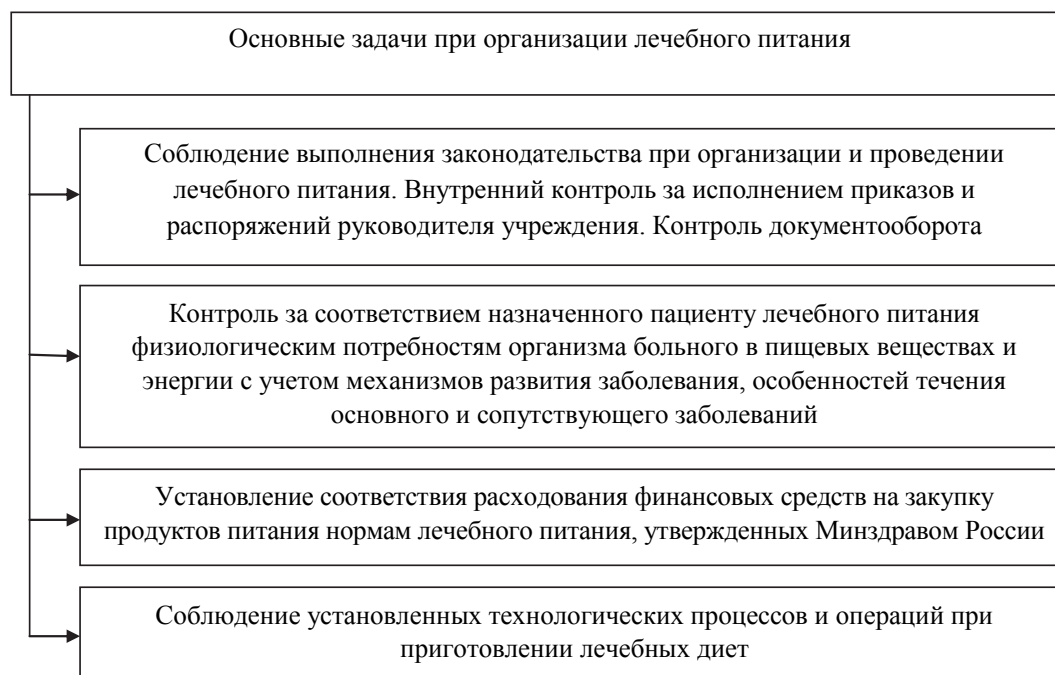 Основные задачи при организации лечебного питания
Соблюдение выполнения законодательства при организации и проведении
лечебного питания. Внутренний контроль за исполнением приказов и
распоряжений руководителя учреждения. Контроль документооборота
Контроль за соответствием назначенного пациенту лечебного питания
физиологическим потребностям организма больного в пищевых веществах и
энергии с учетом механизмов развития заболевания, особенностей течения
основного и сопутствующего заболеваний
Установление соответствия расходования финансовых средств на закупку
продуктов питания нормам лечебного питания, утвержденных Минздравом России
Соблюдение установленных технологических процессов и операций при
приготовлении лечебных диет